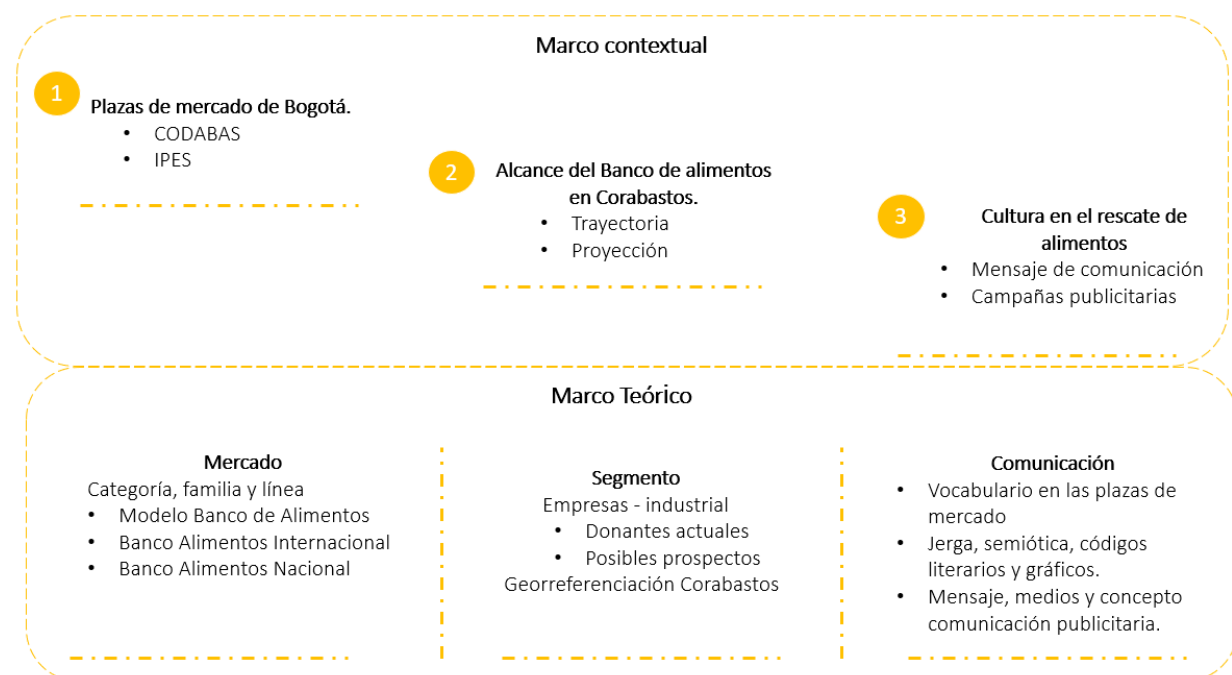 Marco contextual
1
Plazas de mercado de Bogotá.
• CODABAS
• IPES
2
Alcance del Banco de alimentos
en Corabastos.
• Trayectoria
• Proyección
3
Cultura en el rescate de
alimentos
• Mensaje de comunicación
• Campañas publicitarias
Marco Teórico
Mercado
Categoría, familia y línea
• Modelo Banco de Alimentos
• Banco Alimentos Internacional
• Banco Alimentos Nacional
Segmento
Empresas - industrial
• Donantes actuales
• Posibles prospectos
Georreferenciación Corabastos
Comunicación
• Vocabulario en las plazas de
mercado
• Jerga, semiótica, códigos
literarios y gráficos.
• Mensaje, medios y concepto
comunicación publicitaria.